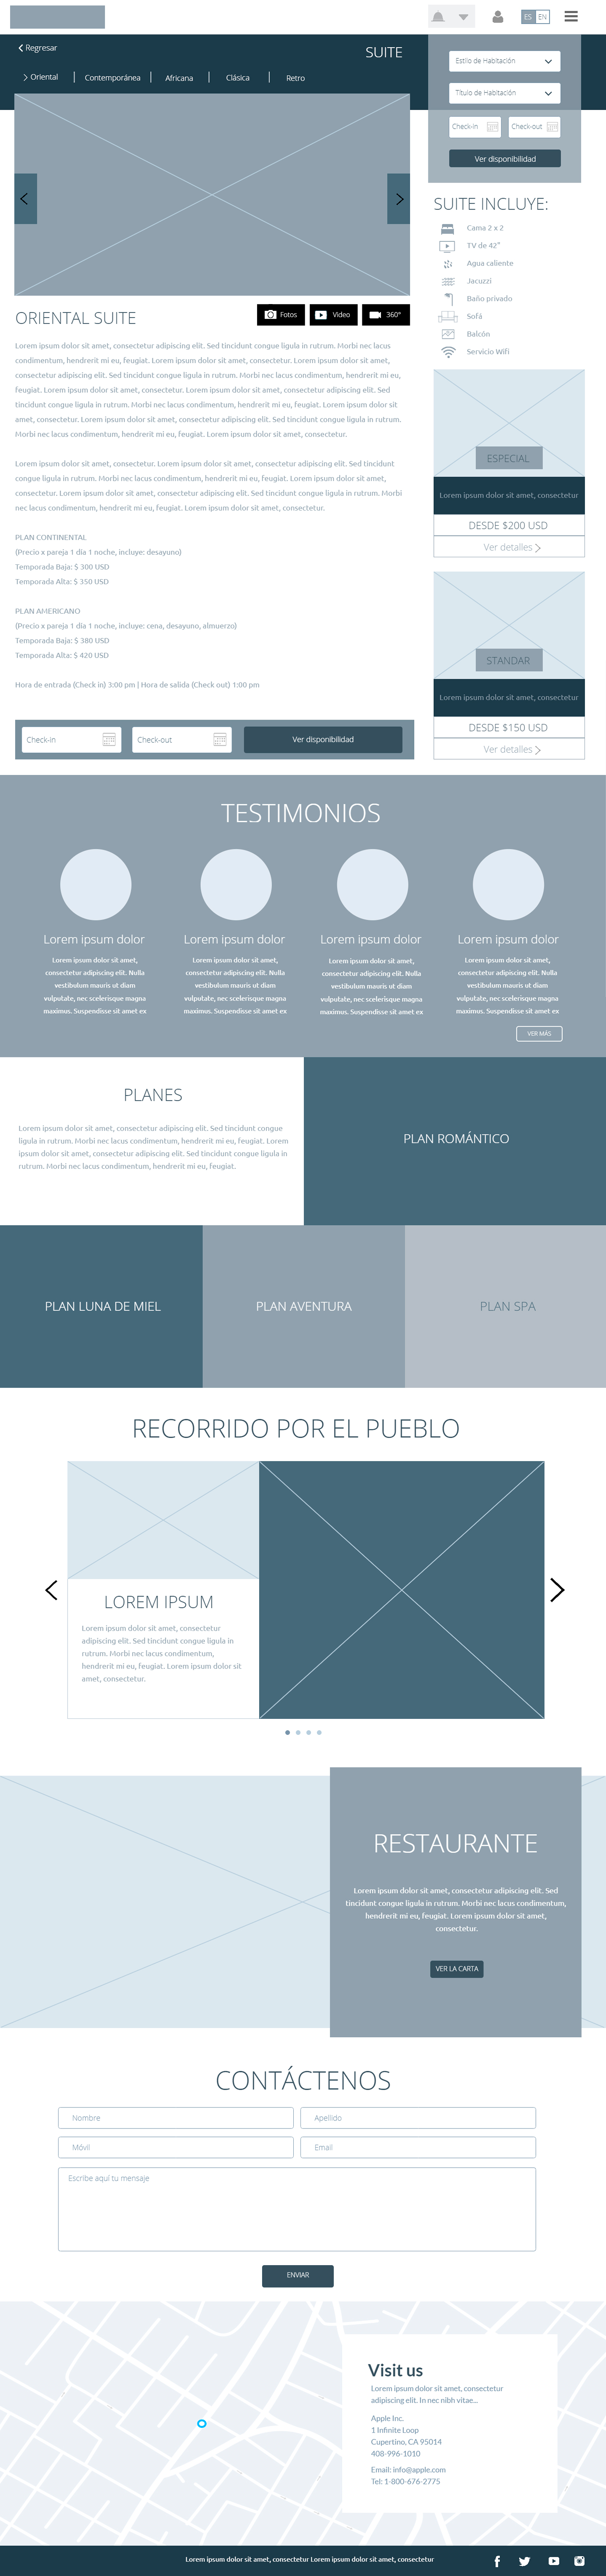 ES EN
Regresar
SUITE
Oriental
Contemporánea
Africana
Clásica
Retro
Estilo de Habitación
Título de Habitación
Check-in
Check-out
Ver disponibilidad
SUITE INCLUYE:
Cama 2 x 2
TV de 42"
Agua caliente
Jacuzzi
Baño privado
Sofá
Balcón
Servicio Wifi
ORIENTAL SUITE
Fotos
Video
360°
Lorem ipsum dolor sit amet, consectetur adipiscing elit. Sed tincidunt congue ligula in rutrum. Morbi nec lacus
condimentum, hendrerit mi eu, feugiat. Lorem ipsum dolor sit amet, consectetur. Lorem ipsum dolor sit amet,
consectetur adipiscing elit. Sed tincidunt congue ligula in rutrum. Morbi nec lacus condimentum, hendrerit mi eu,
feugiat. Lorem ipsum dolor sit amet, consectetur. Lorem ipsum dolor sit amet, consectetur adipiscing elit. Sed
tincidunt congue ligula in rutrum. Morbi nec lacus condimentum, hendrerit mi eu, feugiat. Lorem ipsum dolor sit
amet, consectetur. Lorem ipsum dolor sit amet, consectetur adipiscing elit. Sed tincidunt congue ligula in rutrum.
Morbi nec lacus condimentum, hendrerit mi eu, feugiat. Lorem ipsum dolor sit amet, consectetur.
Lorem ipsum dolor sit amet, consectetur. Lorem ipsum dolor sit amet, consectetur adipiscing elit. Sed tincidunt
congue ligula in rutrum. Morbi nec lacus condimentum, hendrerit mi eu, feugiat. Lorem ipsum dolor sit amet,
consectetur. Lorem ipsum dolor sit amet, consectetur adipiscing elit. Sed tincidunt congue ligula in rutrum. Morbi
nec lacus condimentum, hendrerit mi eu, feugiat. Lorem ipsum dolor sit amet, consectetur.
PLAN CONTINENTAL
(Precio x pareja 1 dia 1 noche, incluye: desayuno)
Temporada Baja: $ 300 USD
Temporada Alta: $ 350 USD
PLAN AMERICANO
(Precio x pareja 1 dia 1 noche, incluye: cena, desayuno, almuerzo)
Temporada Baja: $ 380 USD
Temporada Alta: $ 420 USD
Hora de entrada (Check in) 3:00 pm | Hora de salida (Check out) 1:00 pm
Check-in
Check-out
Ver disponibilidad
ESPECIAL
Lorem ipsum dolor sit amet, consectetur
DESDE $200 USD
Ver detalles
STANDAR
Lorem ipsum dolor sit amet, consectetur
DESDE $150 USD
Ver detalles
TESTIMONIOS
Lorem ipsum dolor
Lorem ipsum dolor sit amet,
consectetur adipiscing elit. Nulla
vestibulum mauris ut diam
vulputate, nec scelerisque magna
maximus. Suspendisse sit amet ex
Lorem ipsum dolor
Lorem ipsum dolor sit amet,
consectetur adipiscing elit. Nulla
vestibulum mauris ut diam
vulputate, nec scelerisque magna
maximus. Suspendisse sit amet ex
Lorem ipsum dolor
Lorem ipsum dolor sit amet,
consectetur adipiscing elit. Nulla
vestibulum mauris ut diam
vulputate, nec scelerisque magna
maximus. Suspendisse sit amet ex
Lorem ipsum dolor
Lorem ipsum dolor sit amet,
consectetur adipiscing elit. Nulla
vestibulum mauris ut diam
vulputate, nec scelerisque magna
maximus. Suspendisse sit amet ex
VER MÁS
PLANES
Lorem ipsum dolor sit amet, consectetur adipiscing elit. Sed tincidunt congue
ligula in rutrum. Morbi nec lacus condimentum, hendrerit mi eu, feugiat. Lorem
ipsum dolor sit amet, consectetur adipiscing elit. Sed tincidunt congue ligula in
rutrum. Morbi nec lacus condimentum, hendrerit mi eu, feugiat.
PLAN ROMÁNTICO
PLAN LUNA DE MIEL
PLAN AVENTURA
PLAN SPA
RECORRIDO POR EL PUEBLO
LOREM IPSUM
Lorem ipsum dolor sit amet, consectetur
adipiscing elit. Sed tincidunt congue ligula in
rutrum. Morbi nec lacus condimentum,
hendrerit mi eu, feugiat. Lorem ipsum dolor sit
amet, consectetur.
RESTAURANTE
Lorem ipsum dolor sit amet, consectetur adipiscing elit. Sed
tincidunt congue ligula in rutrum. Morbi nec lacus condimentum,
hendrerit mi eu, feugiat. Lorem ipsum dolor sit amet,
consectetur.
VER LA CARTA
CONTÁCTENOS
Nombre
Apellido
Móvil
Email
Escribe aquí tu mensaje
ENVIAR
Visit us
Lorem ipsum dolor sit amet, consectetur
adipiscing elit. In nec nibh vitae...
Apple Inc.
1 Infinite Loop
Cupertino, CA 95014
408-996-1010
Email: info@apple.com
Tel: 1-800-676-2775
Lorem ipsum dolor sit amet, consectetur Lorem ipsum dolor sit amet, consectetur